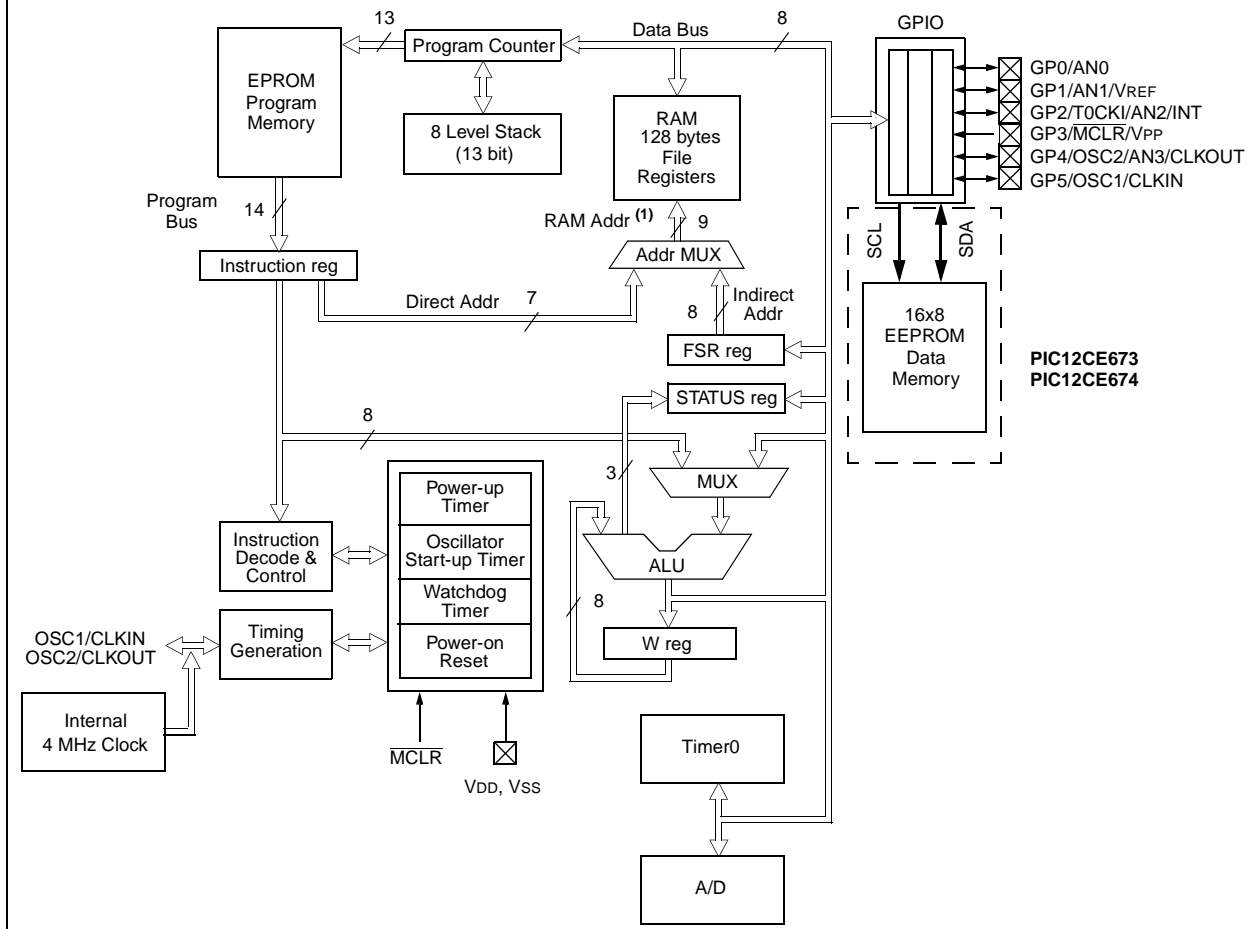 13
Data Bus
8
GPIO
EPROM
Program
Memory
Program Counter
8 Level Stack
(13 bit)
RAM
128 bytes
File
Registers
GP0/AN0
GP1/AN1/VREF
GP2/T0CKI/AN2/INT
GP3/MCLR/VPP
GP4/OSC2/AN3/CLKOUT
GP5/OSC1/CLKIN
Program
Bus
14
RAM Addr (1)
9
SCL
SDA
Instruction reg
Addr MUX
Direct Addr
7
8
Indirect
Addr
FSR reg
16x8
EEPROM
Data
Memory
PIC12CE673
PIC12CE674
STATUS reg
8
3
MUX
Power-up
Timer
Oscillator
Start-up Timer
Watchdog
Timer
Power-on
Reset
Instruction
Decode &
Control
ALU
8
W reg
OSC1/CLKIN
OSC2/CLKOUT
Timing
Generation
Internal
4 MHz Clock
MCLR
VDD, VSS
Timer0
A/D